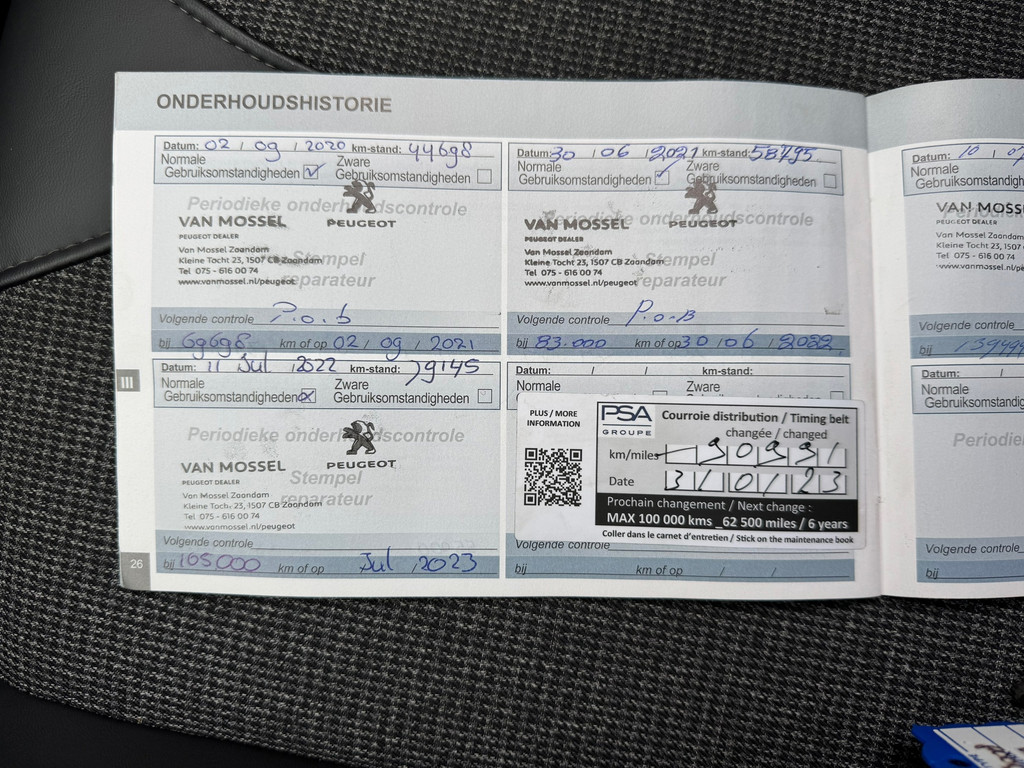 ONDERHOUDSHISTORIE
Datum: 02 / 09 / 2020 km-stand: 44698
Normale Gebruiksomstandigheden
Zware Gebruiksomstandigheden
Periodieke onderhoudscontrole
VAN MOSSEL
PEUGEOT DEALER
PEUGEOT
Van Mossel Zaandam
Kleine Tocht 23, 1507 CB Zaandam
Tel 075 - 616 00 74
www.vanmossel.nl/peugeot
Stempel
reparateur
Volgende controle P.o.b
bij 69698 km of op 02 / 09 / 2021
Datum: 30 / 06 / 2021 km-stand: 58795
Normale Gebruiksomstandigheden
Zware Gebruiksomstandigheden
Periodieke onderhoudscontrole
VAN MOSSEL
PEUGEOT DEALER
PEUGEOT
Van Mossel Zaandam
Kleine Tocht 23, 1507 CB Zaandam
Tel 075 - 616 00 74
www.vanmossel.nl/peugeot
Stempel
reparateur
Volgende controle P.o.B
bij 83.000 km of op 30 / 06 / 2022
III
Datum: 11 Jul / 2022 km-stand: 79145
Normale Gebruiksomstandigheden
Zware Gebruiksomstandigheden
Periodieke onderhoudscontrole
VAN MOSSEL
PEUGEOT DEALER
PEUGEOT
Van Mossel Zaandam
Kleine Tocht 23, 1507 CB Zaandam
Tel 075 - 616 00 74
www.vanmossel.nl/peugeot
Stempel
reparateur
Volgende controle
bij 105.000 km of op Jul / 2023
26
Datum: / / km-stand:
Normale
Zware
PLUS / MORE
INFORMATION
PSA
GROUPE
Courroie distribution / Timing belt
changée / changed
km/miles 90991
Date 31/01/23
Prochain changement / Next change :
MAX 100 000 kms _62 500 miles / 6 years
Coller dans le carnet d'entretien / Stick on the maintenance book
Volgende controle
bij km of op / /
Datum: 10 / 0
Normale
Gebruiksomstandigh
VAN MOSS
PEUGEOT DEALER
Van Mossel Zaandam
Kleine Tocht 23, 1507
Tel 075 - 616 00 74
www.vanmossel.nl/pe
Volgende controle
bij
Datum: /
Normale
Gebruiksomstandigh
Periodi
Volgende controle
bij